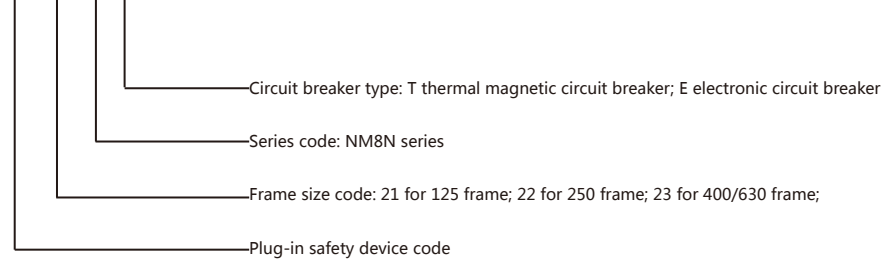 Circuit breaker type: T thermal magnetic circuit breaker; E electronic circuit breaker
Series code: NM8N series
Frame size code: 21 for 125 frame; 22 for 250 frame; 23 for 400/630 frame;
Plug-in safety device code